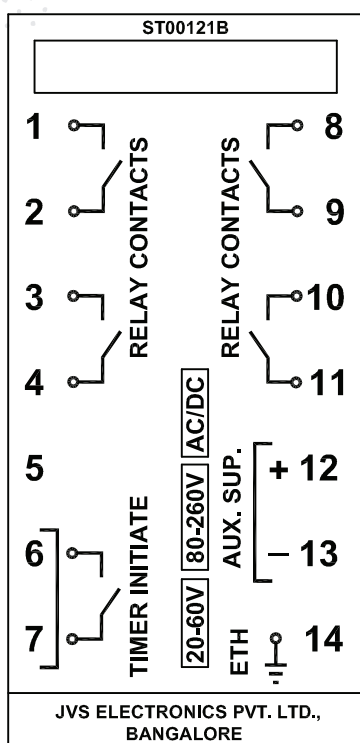 ST00121B
1
2
3
4
5
6
7
RELAY CONTACTS
TIMER INITIATE
20-60V 80-260V AC/DC
RELAY CONTACTS
AUX. SUP.
ETH
8
9
10
11
+ 12
– 13
14
JVS ELECTRONICS PVT. LTD.,
BANGALORE